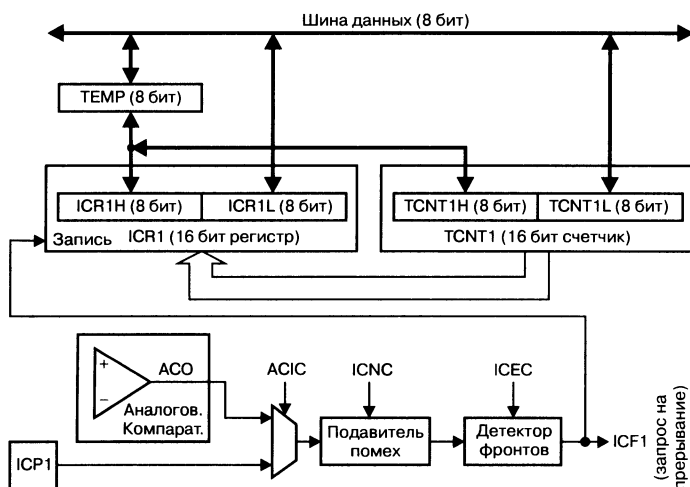 Шина данных (8 бит)
TEMP (8 бит)
ICR1H (8 бит)
ICR1L (8 бит)
TCNT1H (8 бит)
TCNT1L (8 бит)
Запись
ICR1 (16 бит регистр)
TCNT1 (16 бит счетчик)
+
–
ACO
Аналогов.
Компарат.
ACIC
ICNC
ICEC
Подавитель
помех
Детектор
фронтов
ICF1
(запрос на
прерывание)
ICP1